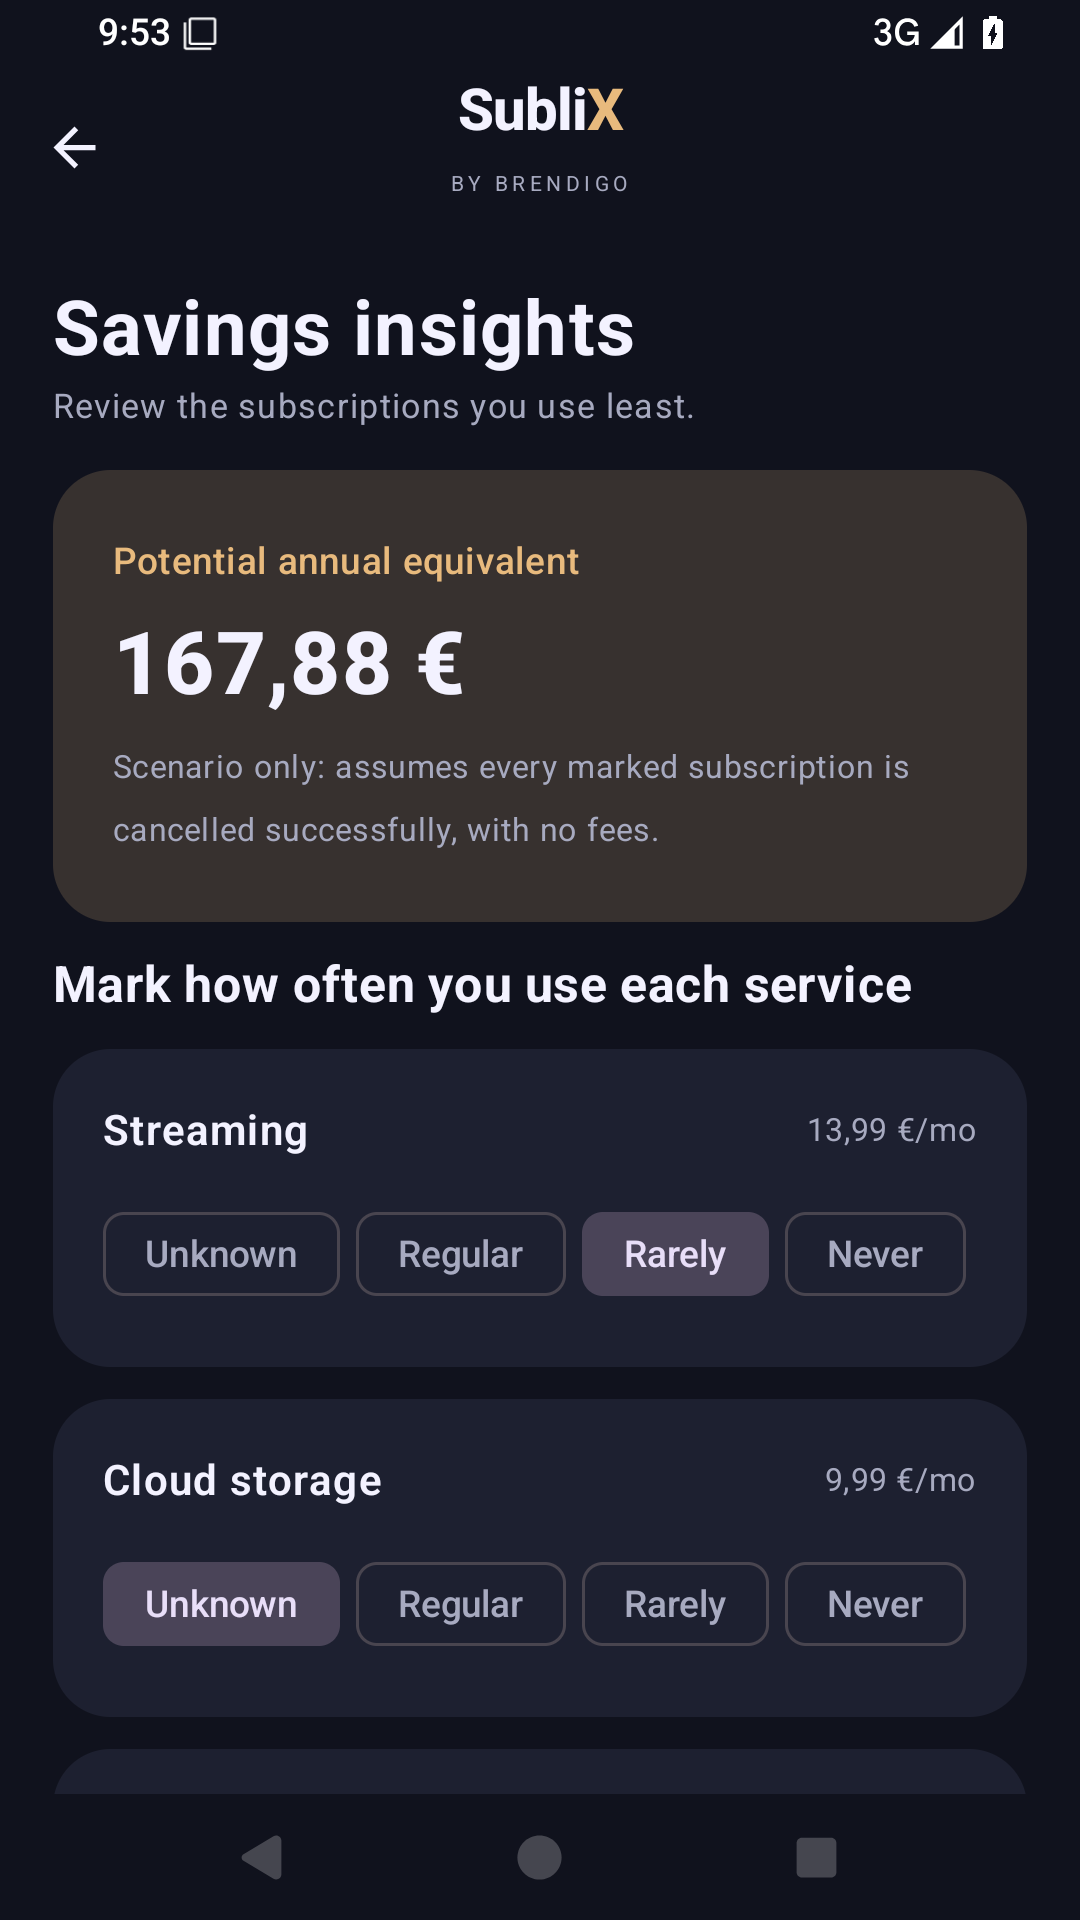 9:53
3G
SubliX
BY BRENDIGO
Savings insights
Review the subscriptions you use least.
Potential annual equivalent
167,88 €
Scenario only: assumes every marked subscription is
cancelled successfully, with no fees.
Mark how often you use each service
Streaming 13,99 €/mo
Unknown Regular Rarely Never
Cloud storage 9,99 €/mo
Unknown Regular Rarely Never